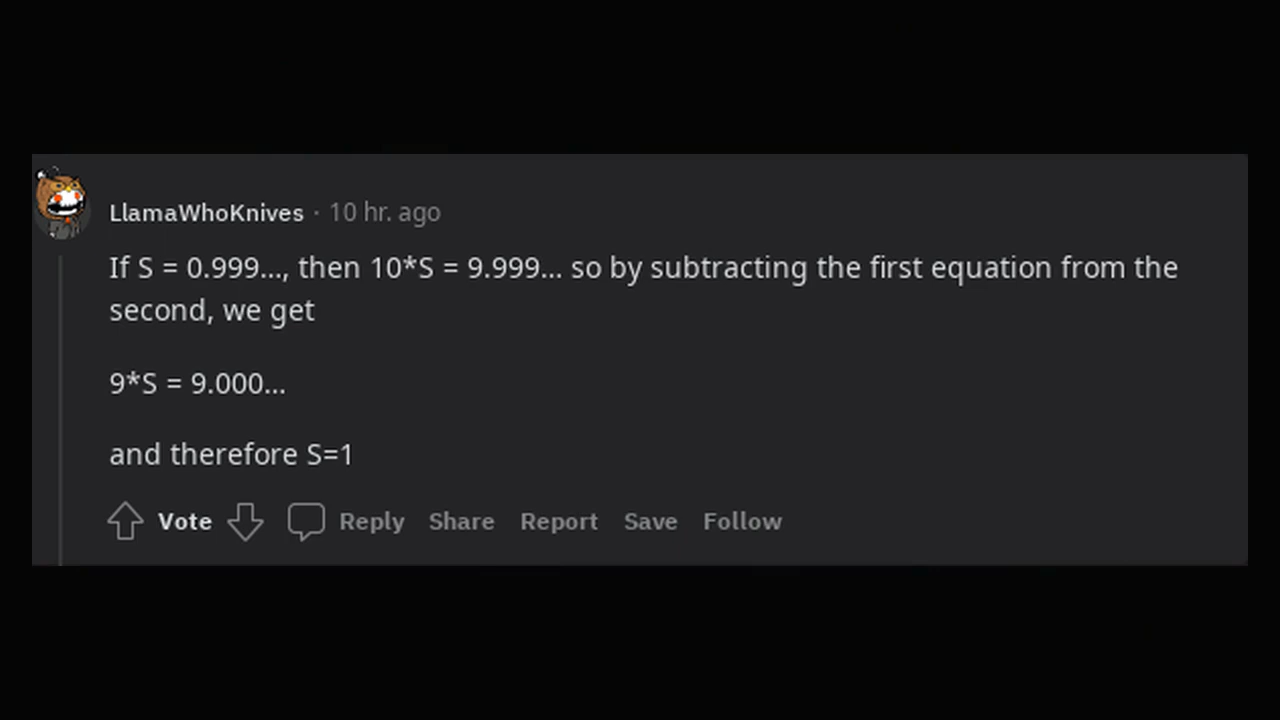 LlamaWhoKnives · 10 hr. ago
If S = 0.999..., then 10*S = 9.999... so by subtracting the first equation from the
second, we get
9*S = 9.000...
and therefore S=1
Vote Reply Share Report Save Follow